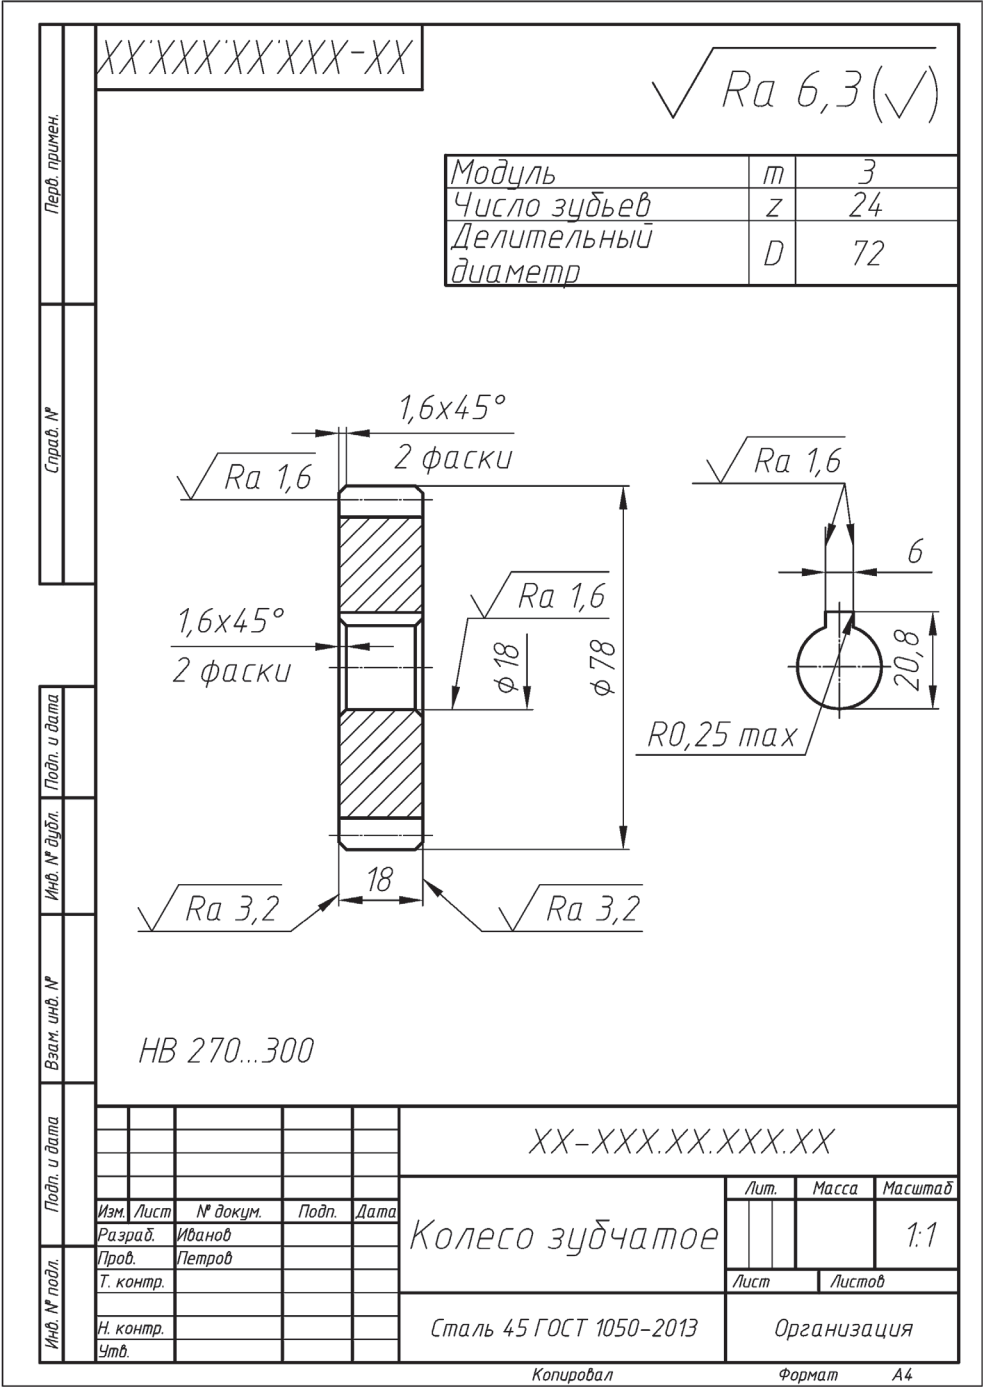 XX.XXX.XX.XXX-XX
Ra 6,3 (√)
Модуль m 3
Число зубьев z 24
Делительный
диаметр D 72
1,6x45°
2 фаски
Ra 1,6
Ra 1,6
Ra 1,6
6
1,6x45°
2 фаски
ϕ18
ϕ78
20,8
R0,25 max
18
Ra 3,2
Ra 3,2
HB 270...300
Перв. примен.
Справ. №
Подп. и дата
Инв. № дубл.
Взам. инв. №
Подп. и дата
Инв. № подл.
XX-XXX.XX.XXX.XX
Изм. Лист № докум. Подп. Дата
Разраб. Иванов
Пров. Петров
Т. контр.
Н. контр.
Утв.
Колесо зубчатое
Лит. Масса Масштаб
1:1
Лист Листов
Сталь 45 ГОСТ 1050-2013
Организация
Копировал Формат А4